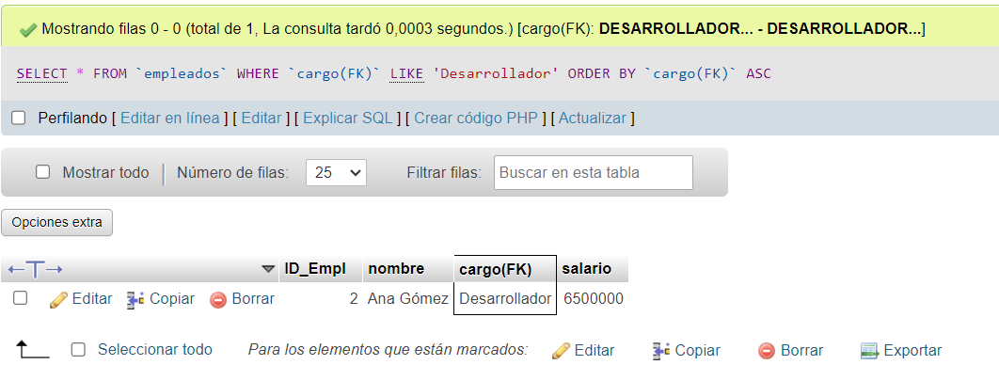 Mostrando filas 0 - 0 (total de 1, La consulta tardó 0,0003 segundos.) [cargo(FK): DESARROLLADOR... - DESARROLLADOR...]
SELECT * FROM `empleados` WHERE `cargo(FK)` LIKE 'Desarrollador' ORDER BY `cargo(FK)` ASC
Perfilando [ Editar en línea ] [ Editar ] [ Explicar SQL ] [ Crear código PHP ] [ Actualizar ]
Mostrar todo Número de filas: 25 Filtrar filas: Buscar en esta tabla
Opciones extra
ID_Empl nombre cargo(FK) salario
Editar Copiar Borrar 2 Ana Gómez Desarrollador 6500000
Seleccionar todo Para los elementos que están marcados: Editar Copiar Borrar Exportar